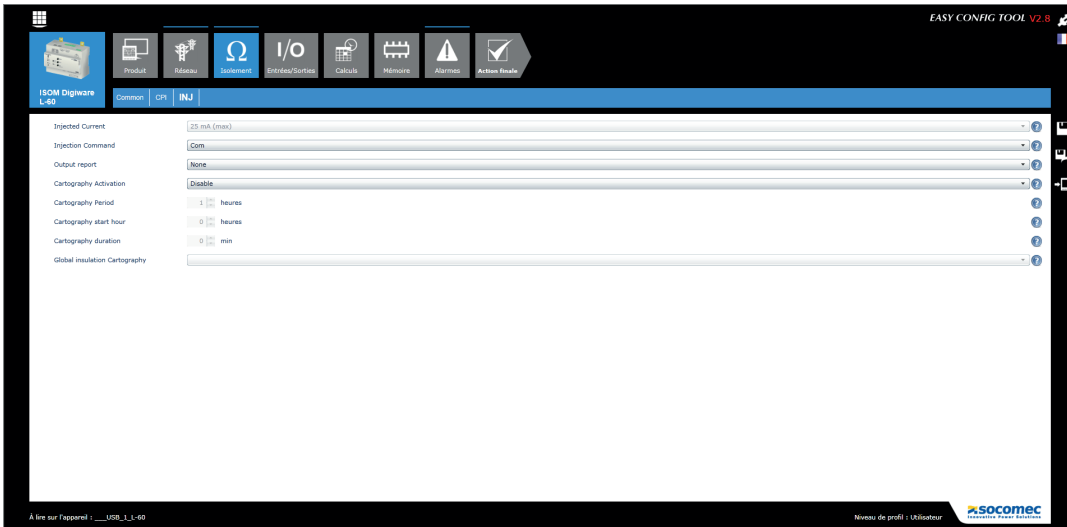 EASY CONFIG TOOL V2.8
Produit
Réseau
Ω
Isolement
I/O
Entrées/Sorties
Calculs
Mémoire
Alarmes
Action finale
ISOM Digiware
L-60
Common
CPI
INJ
Injected Current
25 mA (max)
?
Injection Command
Com
?
Output report
None
?
Cartography Activation
Disable
?
Cartography Period
1
heures
?
Cartography start hour
0
heures
?
Cartography duration
0
min
?
Global insulation Cartography
?
À lire sur l'appareil : ___USB_1_L-60
Niveau de profil : Utilisateur
socomec
Innovative Power Solutions